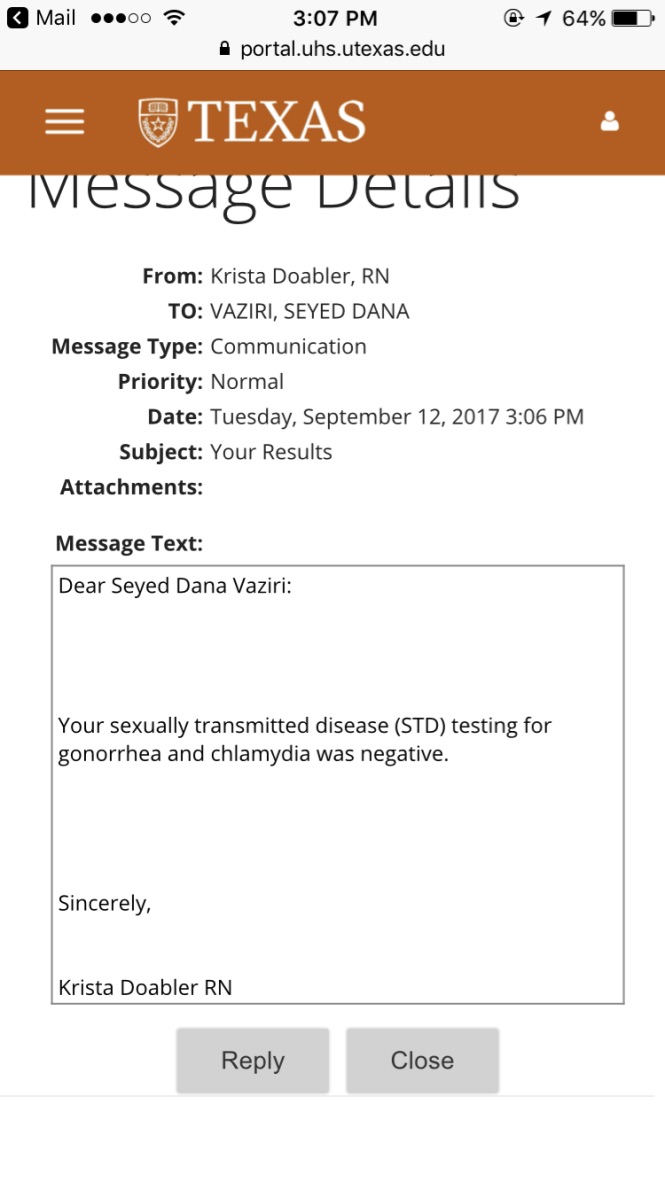 Mail 3:07 PM 64%
portal.uhs.utexas.edu
TEXAS
Message Details
From: Krista Doabler, RN
TO: VAZIRI, SEYED DANA
Message Type: Communication
Priority: Normal
Date: Tuesday, September 12, 2017 3:06 PM
Subject: Your Results
Attachments:
Message Text:
Dear Seyed Dana Vaziri:
Your sexually transmitted disease (STD) testing for
gonorrhea and chlamydia was negative.
Sincerely,
Krista Doabler RN
Reply Close